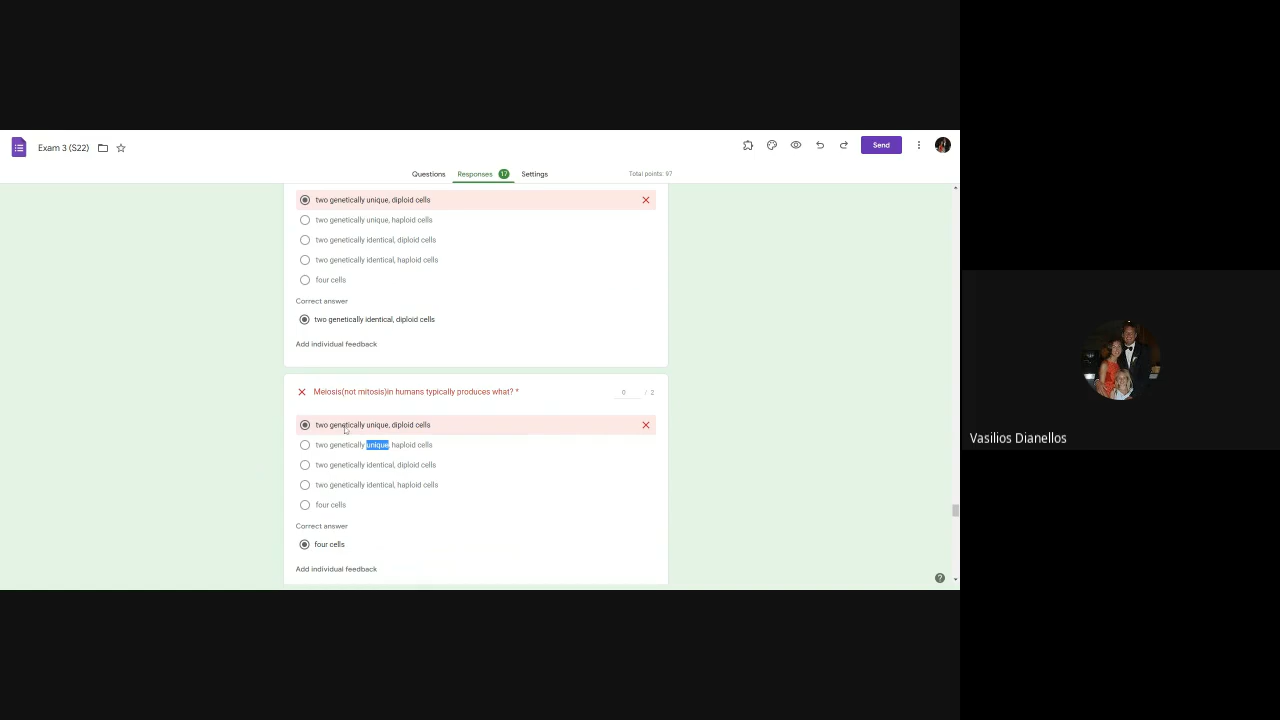 Exam 3 (S22)
Send
Questions
Responses 17
Settings
Total points: 97
two genetically unique, diploid cells
two genetically unique, haploid cells
two genetically identical, diploid cells
two genetically identical, haploid cells
four cells
Correct answer
two genetically identical, diploid cells
Add individual feedback
Meiosis(not mitosis)in humans typically produces what? *
0 / 2
two genetically unique, diploid cells
two genetically unique, haploid cells
two genetically identical, diploid cells
two genetically identical, haploid cells
four cells
Correct answer
four cells
Add individual feedback
Vasilios Dianellos